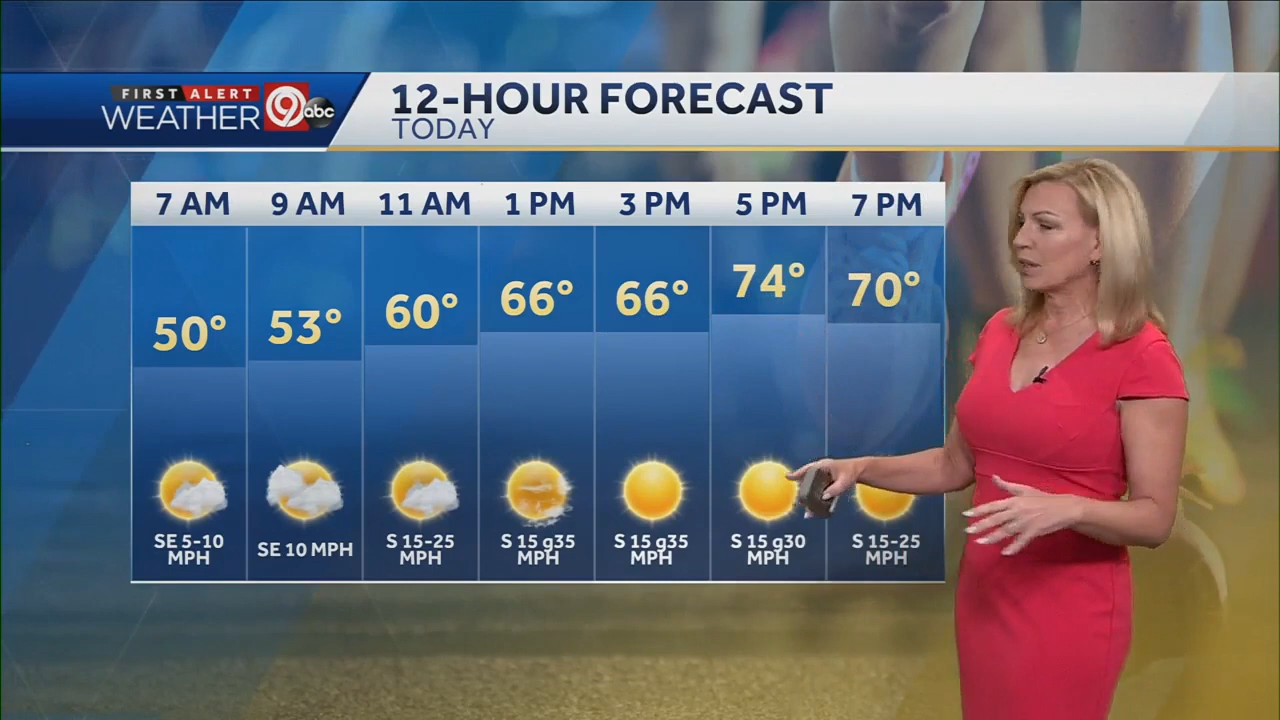 FIRST ALERT
WEATHER 9 abc
12-HOUR FORECAST
TODAY
7 AM 9 AM 11 AM 1 PM 3 PM 5 PM 7 PM
50° 53° 60° 66° 66° 74° 70°
SE 5-10 SE 10 MPH S 15-25 S 15 g35 S 15 g35 S 15 g30 S 15-25
MPH MPH MPH MPH MPH MPH